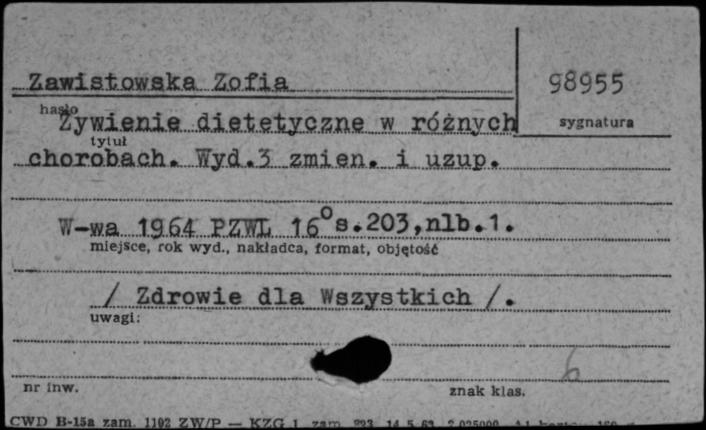 Zawistowska Zofia
98955
hasło
sygnatura
Żywienie dietetyczne w różnych
tytuł
chorobach. Wyd.3 zmien. i uzup.
W-wa 1964 PZWL 16° s.203,nlb.1.
miejsce, rok wyd., nakładca, format, objętość
/ Zdrowie dla Wszystkich /.
uwagi:
6
nr inw.
znak klas.
CWD B-15a zam. 1102 ZW/P — KZG 1 zam.